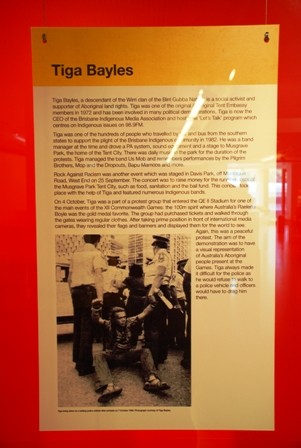 Tiga Bayles
Tiga Bayles, a descendant of the Wirri clan of the Birri Gubba Nation is a social activist and
supporter of Aboriginal land rights. Tiga was one of the original Tent Embassy
members in 1972 and has been involved in many political demonstrations. Tiga is now the
CEO of the Brisbane Indigenous Media Association and hosts the 'Let's Talk' program which
centres on Indigenous issues on 98.9FM.
Tiga was one of the hundreds of people who travelled by and bus from the southern
states to support the plight of the Brisbane Indigenous community in 1982. He was a band
manager at the time and drove a PA system, sound equipment and a stage to Musgrave
Park, the home of the Tent City. There was daily music in the park for the duration of the
protests. Tiga managed the band Us Mob and remembers performances by the Pilgrim
Brothers, Mop and the Dropouts, Bapu Mamoos and more.
Rock Against Racism was another event which was staged in Davis Park, off Montague
Road, West End on 25 September. The concert was to raise money for the running costs of
the Musgrave Park Tent City, such as food, sanitation and the bail fund. This concert took
place with the help of Tiga and featured numerous Indigenous bands.
On 4 October, Tiga was part of a protest group that entered the QE II Stadium for one of
the main events of the XII Commonwealth Games: the 100m sprint where Australia's Raelene
Boyle was the gold medal favorite. The group had purchased tickets and walked through
the gates wearing regular clothes. After taking prime position in front of international media
cameras, they revealed their flags and banners and displayed them for the world to see.
Again, this was a peaceful
protest. The aim of the
demonstration was to have
a visual representation
of Australia's Aboriginal
people present at the
Games. Tiga always made
it difficult for the police as
he would refuse to walk to
a police vehicle and officers
would have to drag him
there.